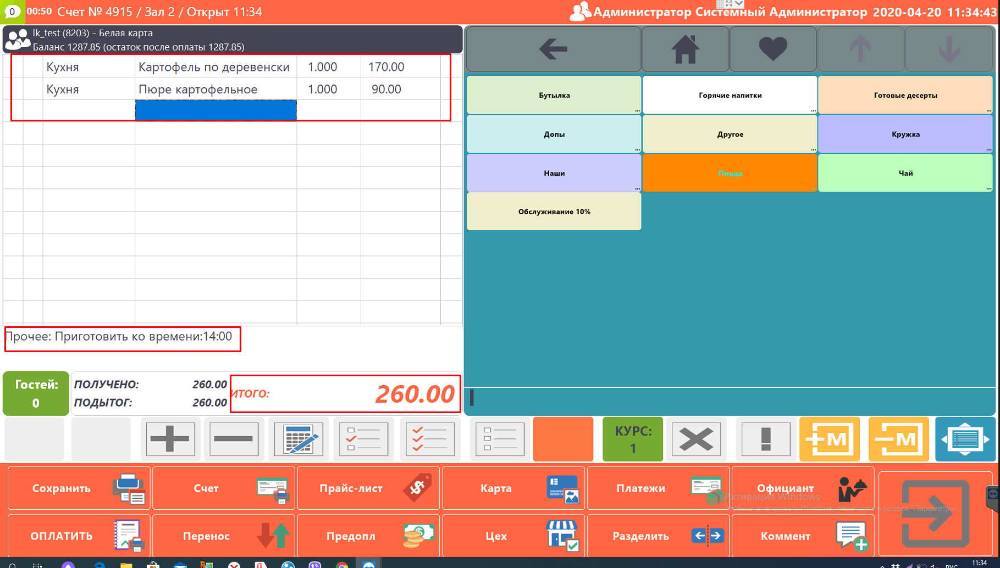 0 00:50 Счет № 4915 / Зал 2 / Открыт 11:34
Администратор Системный Администратор 2020-04-20 11:34:43
lk_test (8203) - Белая карта
Баланс 1287.85 (остаток после оплаты 1287.85)
Кухня Картофель по деревенски 1.000 170.00
Кухня Пюре картофельное 1.000 90.00
Прочее: Приготовить ко времени:14:00
Гостей:
0
ПОЛУЧЕНО: 260.00
ПОДЫТОГ: 260.00
ИТОГО: 260.00
Бутылка
...
Горячие напитки
...
Готовые десерты
...
Допы
...
Другое
...
Кружка
...
Наши
...
Пицца
...
Чай
...
Обслуживание 10%
КУРС:
1
+M
−M
Сохранить
Счет
Прайс-лист
Карта
Платежи
Официант
Активация Windows
Чтобы активировать Windows, перейдите в раздел "Параметры".
ОПЛАТИТЬ
Перенос
Предопл
Цех
Разделить
Коммент
11:34
РУС